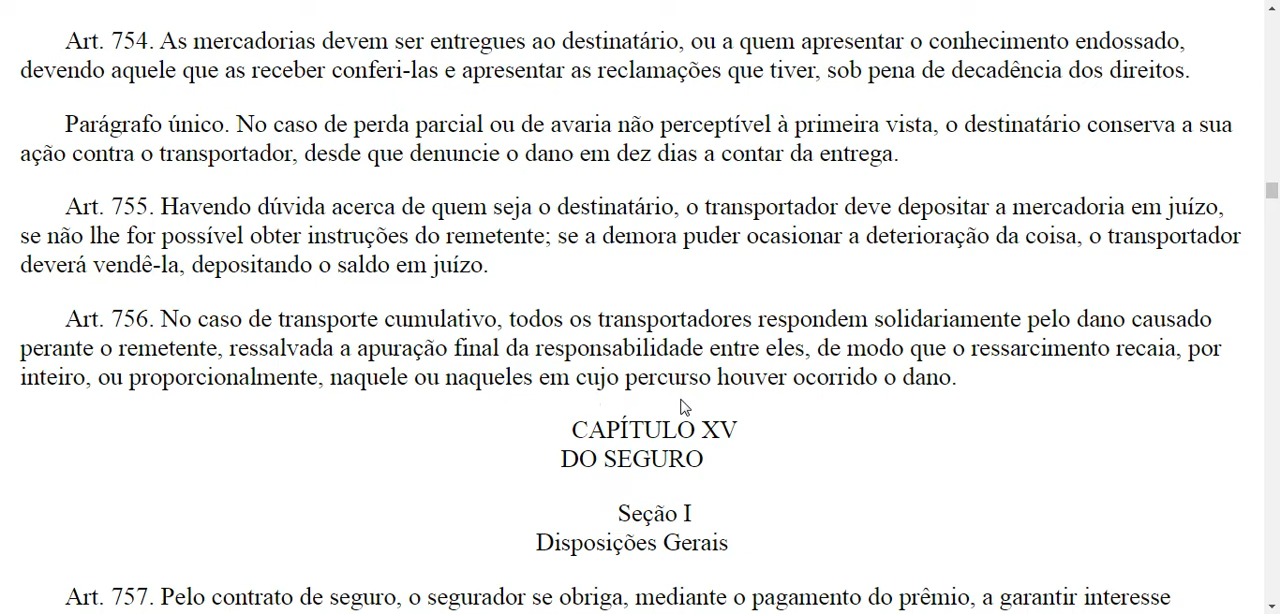 Art. 754. As mercadorias devem ser entregues ao destinatário, ou a quem apresentar o conhecimento endossado,
devendo aquele que as receber conferi-las e apresentar as reclamações que tiver, sob pena de decadência dos direitos.
Parágrafo único. No caso de perda parcial ou de avaria não perceptível à primeira vista, o destinatário conserva a sua
ação contra o transportador, desde que denuncie o dano em dez dias a contar da entrega.
Art. 755. Havendo dúvida acerca de quem seja o destinatário, o transportador deve depositar a mercadoria em juízo,
se não lhe for possível obter instruções do remetente; se a demora puder ocasionar a deterioração da coisa, o transportador
deverá vendê-la, depositando o saldo em juízo.
Art. 756. No caso de transporte cumulativo, todos os transportadores respondem solidariamente pelo dano causado
perante o remetente, ressalvada a apuração final da responsabilidade entre eles, de modo que o ressarcimento recaia, por
inteiro, ou proporcionalmente, naquele ou naqueles em cujo percurso houver ocorrido o dano.
CAPÍTULO XV
DO SEGURO
Seção I
Disposições Gerais
Art. 757. Pelo contrato de seguro, o segurador se obriga, mediante o pagamento do prêmio, a garantir interesse